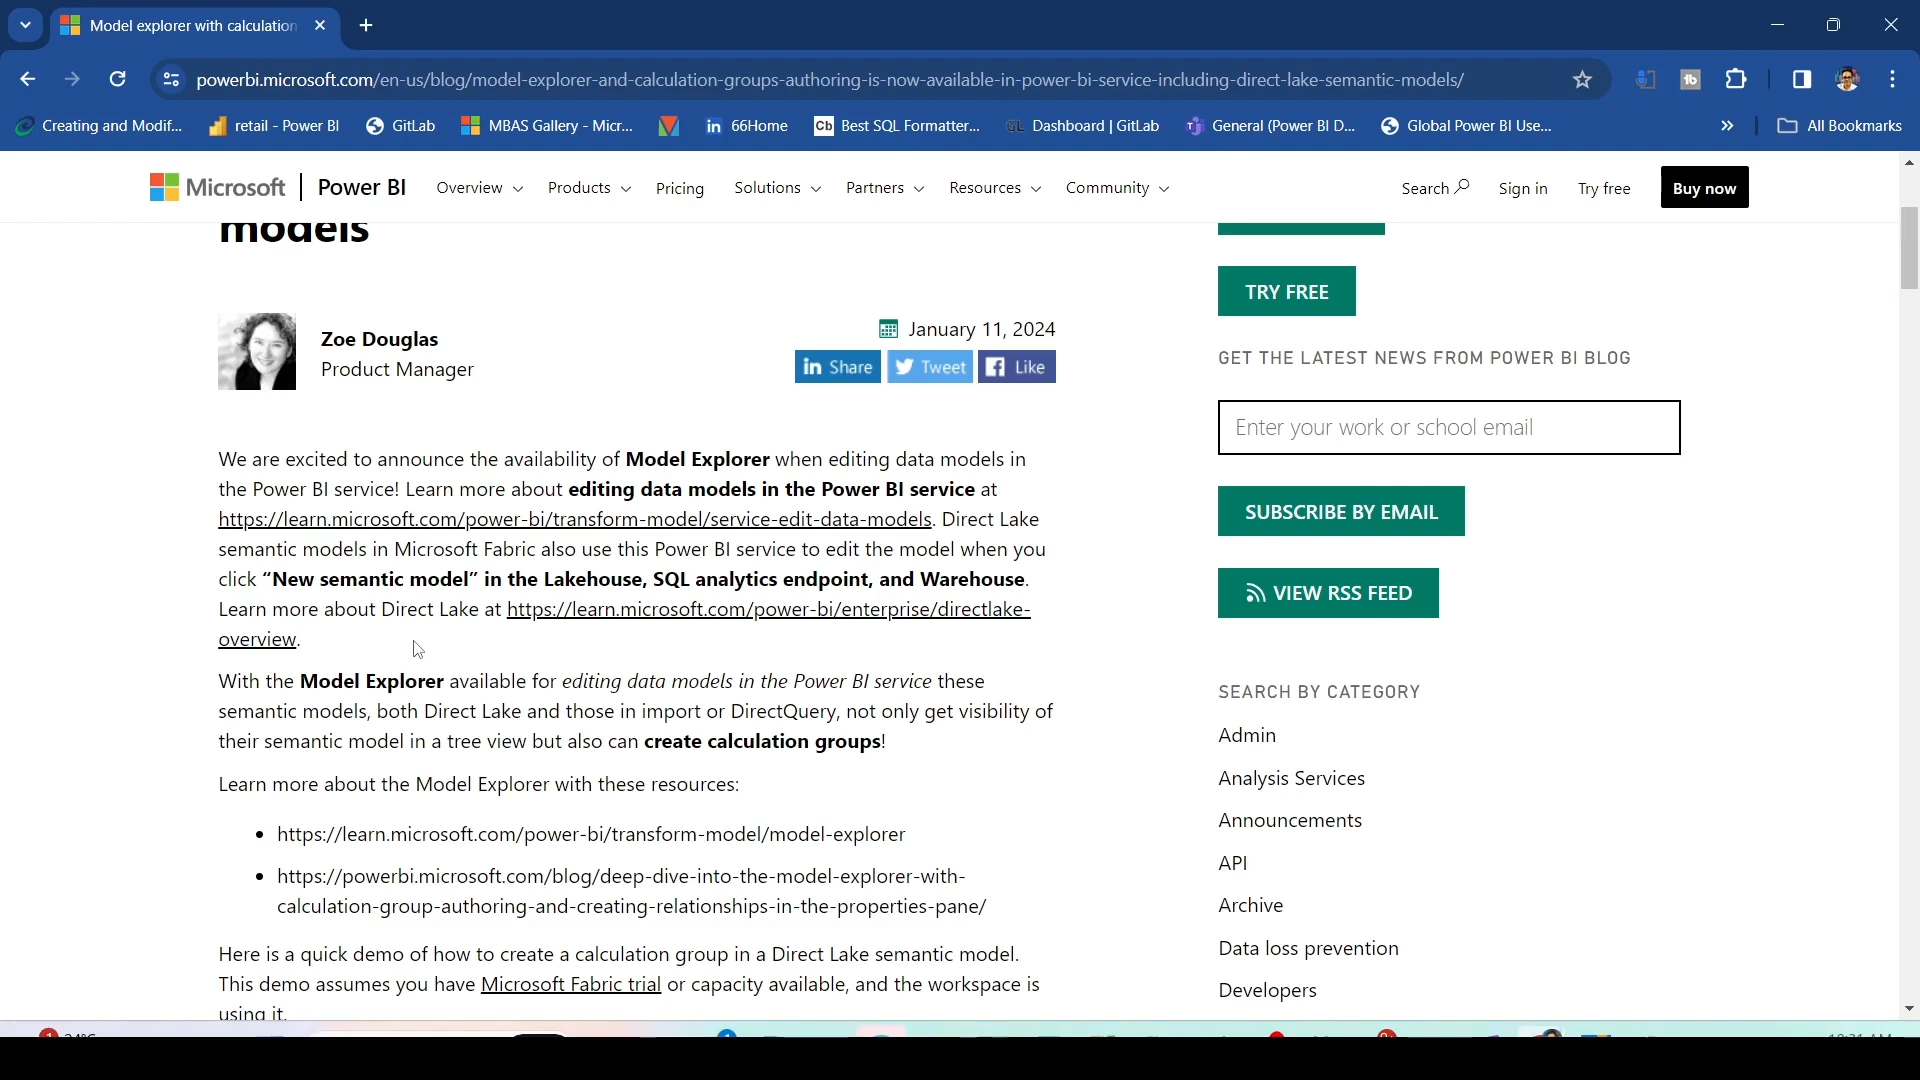 Model explorer with calculation
powerbi.microsoft.com/en-us/blog/model-explorer-and-calculation-groups-authoring-is-now-available-in-power-bi-service-including-direct-lake-semantic-models/
Creating and Modif... retail - Power BI GitLab MBAS Gallery - Micr... 66Home Best SQL Formatter... Dashboard | GitLab General (Power BI D... Global Power BI Use... All Bookmarks
Microsoft Power BI Overview Products Pricing Solutions Partners Resources Community Search Sign in Try free Buy now
models
Zoe Douglas
Product Manager
January 11, 2024
Share Tweet Like
We are excited to announce the availability of Model Explorer when editing data models in
the Power BI service! Learn more about editing data models in the Power BI service at
https://learn.microsoft.com/power-bi/transform-model/service-edit-data-models. Direct Lake
semantic models in Microsoft Fabric also use this Power BI service to edit the model when you
click “New semantic model” in the Lakehouse, SQL analytics endpoint, and Warehouse.
Learn more about Direct Lake at https://learn.microsoft.com/power-bi/enterprise/directlake-
overview.
With the Model Explorer available for editing data models in the Power BI service these
semantic models, both Direct Lake and those in import or DirectQuery, not only get visibility of
their semantic model in a tree view but also can create calculation groups!
Learn more about the Model Explorer with these resources:
• https://learn.microsoft.com/power-bi/transform-model/model-explorer
• https://powerbi.microsoft.com/blog/deep-dive-into-the-model-explorer-with-
calculation-group-authoring-and-creating-relationships-in-the-properties-pane/
Here is a quick demo of how to create a calculation group in a Direct Lake semantic model.
This demo assumes you have Microsoft Fabric trial or capacity available, and the workspace is
using it.
TRY FREE
GET THE LATEST NEWS FROM POWER BI BLOG
Enter your work or school email
SUBSCRIBE BY EMAIL
VIEW RSS FEED
SEARCH BY CATEGORY
Admin
Analysis Services
Announcements
API
Archive
Data loss prevention
Developers